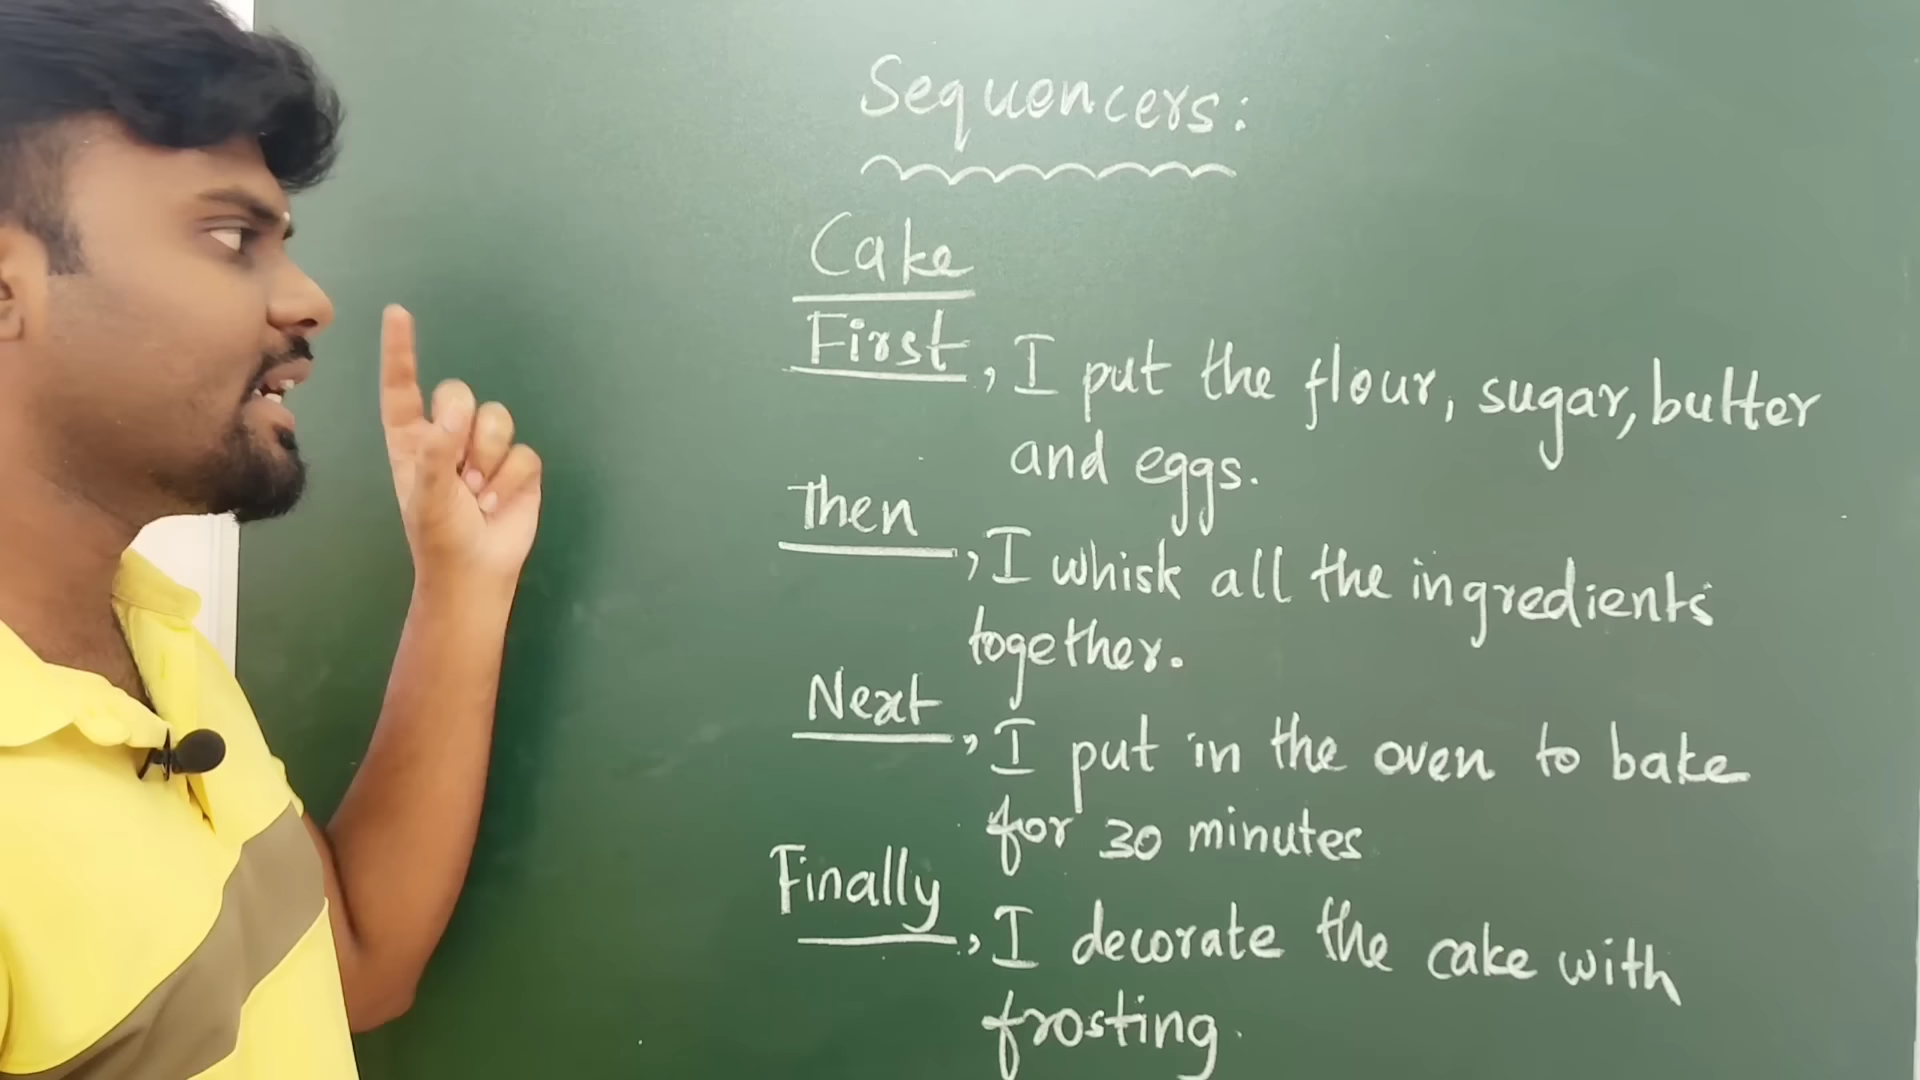 Sequencers:
Cake
First, I put the flour, sugar, butter
and eggs.
Then, I whisk all the ingredients
together.
Next, I put in the oven to bake
for 30 minutes
Finally, I decorate the cake with
frosting.